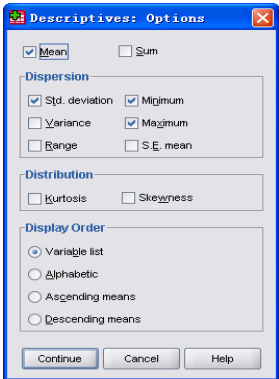 Descriptives: Options
Mean Sum
Dispersion
Std. deviation Minimum
Variance Maximum
Range S.E. mean
Distribution
Kurtosis Skewness
Display Order
Variable list
Alphabetic
Ascending means
Descending means
Continue Cancel Help